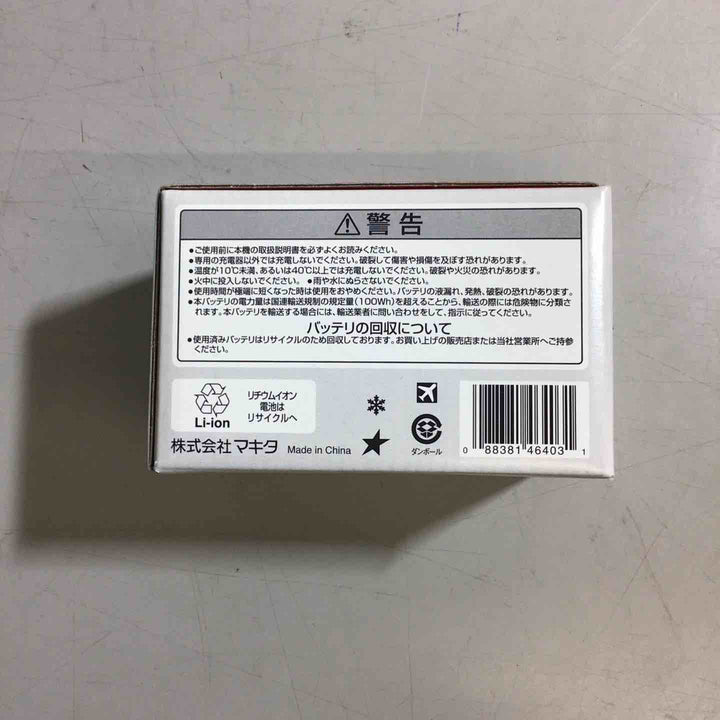 警告
●ご使用前に本機の取扱説明書を必ずよくお読みください。
●専用の充電器以外では充電しないでください。破裂して傷害や損傷を及ぼす恐れがあります。
●温度が10℃未満、あるいは40℃以上では充電しないでください。破裂や火災の恐れがあります。
●火中に投入しないでください。 ●雨や水にぬらさないでください。
●使用時間が極端に短くなった時は使用をおやめください。バッテリの液漏れ、発熱、破裂の恐れがあります。
●本バッテリの電力量は国連輸送規制の規定量(100Wh)を超えることから、輸送の際には危険物に分類さ
れます。本バッテリを輸送する場合には、輸送業者に問い合わせをして、指示に従ってください。
バッテリの回収について
●使用済みバッテリはリサイクルのため回収しております。お買い上げの販売店または当社営業所へご持参
ください。
Li-ion
リチウムイオン
電池は
リサイクルへ
株式会社マキタ Made in China
ダンボール
0 88381 46403 1